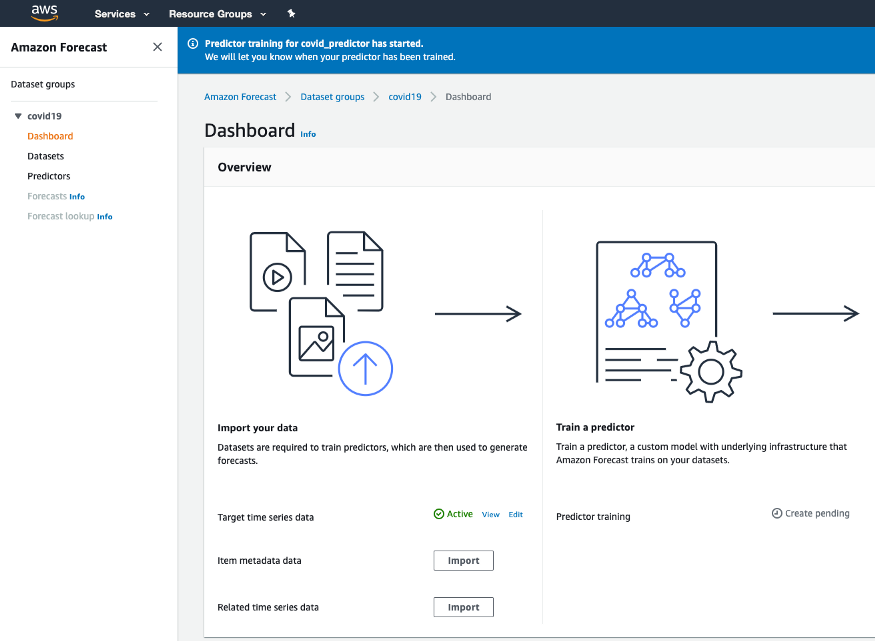 aws
Services
Resource Groups
Amazon Forecast
Dataset groups
covid19
Dashboard
Datasets
Predictors
Forecasts Info
Forecast lookup Info
Predictor training for covid_predictor has started.
We will let you know when your predictor has been trained.
Amazon Forecast > Dataset groups > covid19 > Dashboard
Dashboard Info
Overview
Import your data
Datasets are required to train predictors, which are then used to generate
forecasts.
Target time series data Active View Edit
Item metadata data Import
Related time series data Import
Train a predictor
Train a predictor, a custom model with underlying infrastructure that
Amazon Forecast trains on your datasets.
Predictor training Create pending